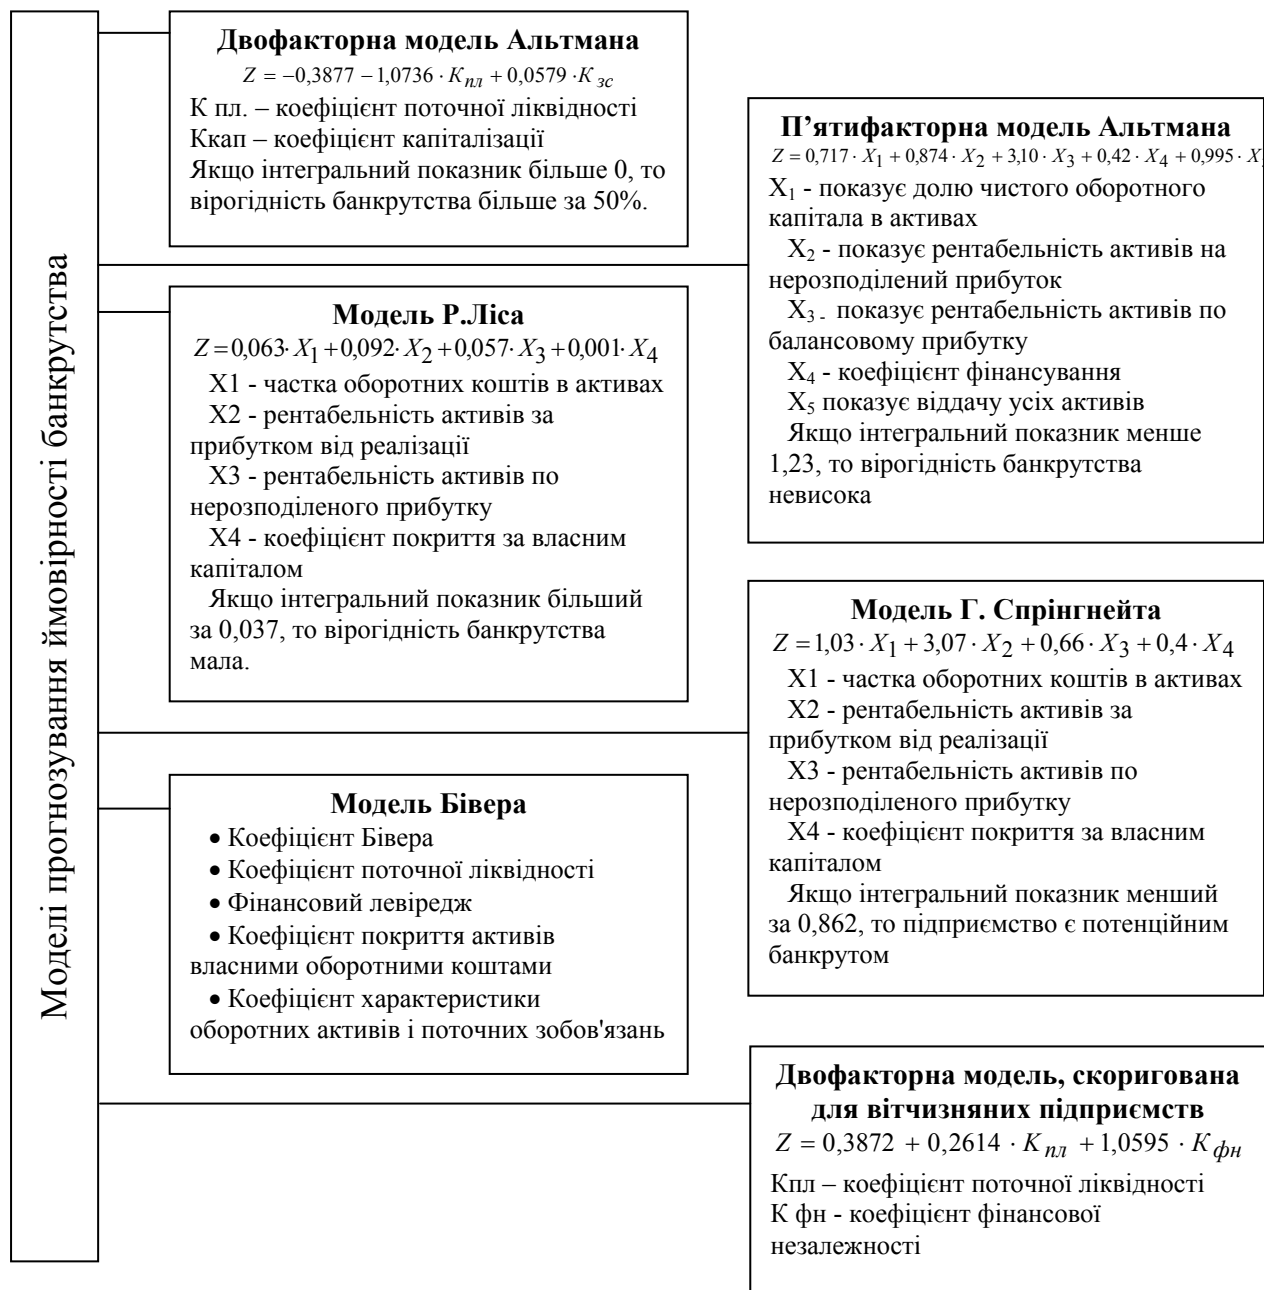 Моделі прогнозування ймовірності банкрутства
Двофакторна модель Альтмана
Z = −0,3877 − 1,0736 · К пл + 0,0579 · К зс
К пл. – коефіцієнт поточної ліквідності
Ккап – коефіцієнт капіталізації
Якщо інтегральний показник більше 0, то
вірогідність банкрутства більше за 50%.
П’ятифакторна модель Альтмана
Z = 0,717 · X1 + 0,874 · X2 + 3,10 · X3 + 0,42 · X4 + 0,995 · X
X1 - показує долю чистого оборотного
капітала в активах
X2 - показує рентабельність активів на
нерозподілений прибуток
X3 - показує рентабельність активів по
балансовому прибутку
X4 - коефіцієнт фінансування
X5 показує віддачу усіх активів
Якщо інтегральний показник менше
1,23, то вірогідність банкрутства
невисока
Модель Р.Ліса
Z = 0,063 · X1 + 0,092 · X2 + 0,057 · X3 + 0,001 · X4
X1 - частка оборотних коштів в активах
X2 - рентабельність активів за
прибутком від реалізації
X3 - рентабельність активів по
нерозподіленого прибутку
X4 - коефіцієнт покриття за власним
капіталом
Якщо інтегральний показник більший
за 0,037, то вірогідність банкрутства
мала.
Модель Г. Спрінгнейта
Z = 1,03 · X1 + 3,07 · X2 + 0,66 · X3 + 0,4 · X4
X1 - частка оборотних коштів в активах
X2 - рентабельність активів за
прибутком від реалізації
X3 - рентабельність активів по
нерозподіленого прибутку
X4 - коефіцієнт покриття за власним
капіталом
Якщо інтегральний показник менший
за 0,862, то підприємство є потенційним
банкрутом
Модель Бівера
• Коефіцієнт Бівера
• Коефіцієнт поточної ліквідності
• Фінансовий левіредж
• Коефіцієнт покриття активів
власними оборотними коштами
• Коефіцієнт характеристики
оборотних активів і поточних зобов'язань
Двофакторна модель, скоригована
для вітчизняних підприємств
Z = 0,3872 + 0,2614 · К пл + 1,0595 · К фн
Кпл – коефіцієнт поточної ліквідності
К фн - коефіцієнт фінансової
незалежності